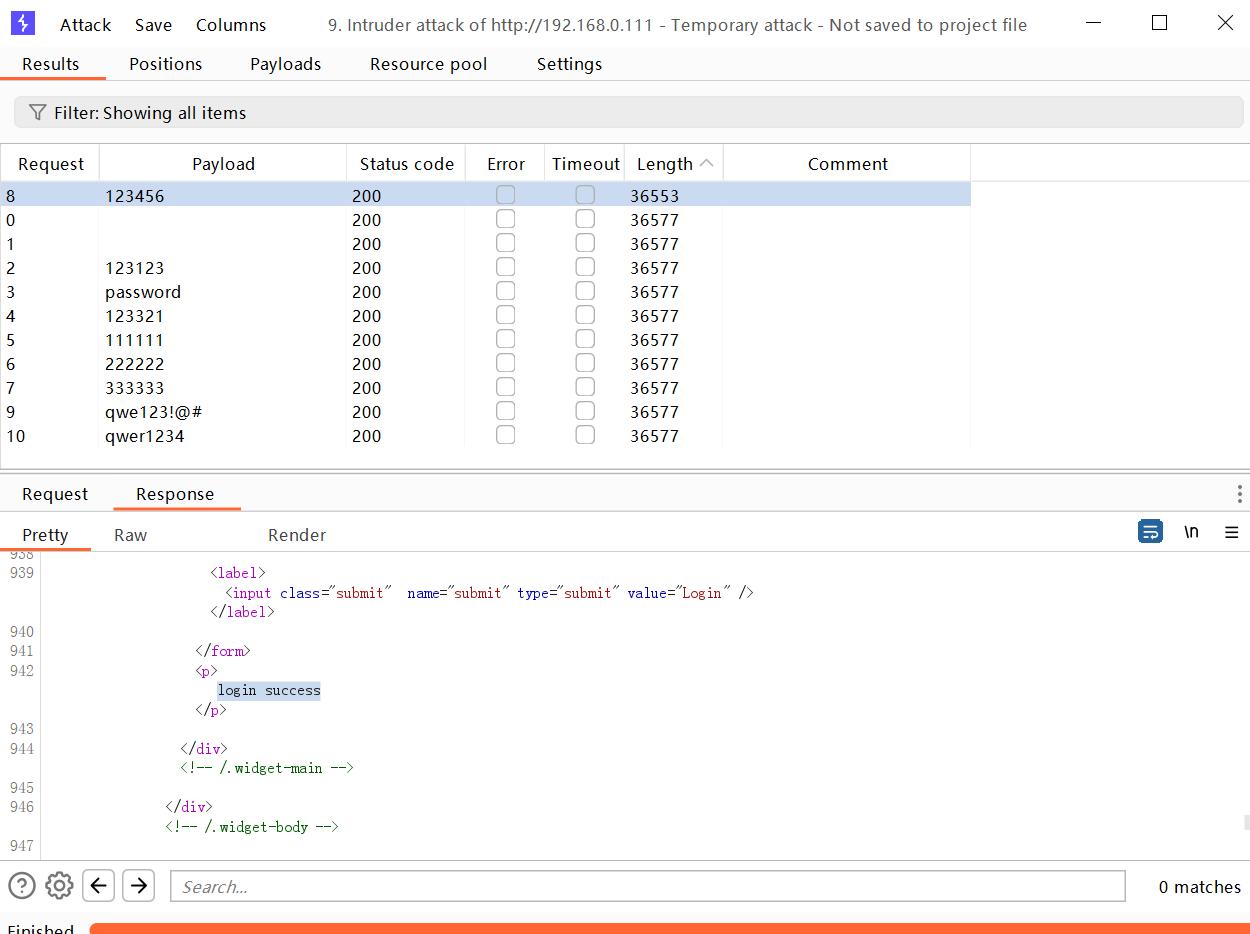 Attack Save Columns 9. Intruder attack of http://192.168.0.111 - Temporary attack - Not saved to project file
Results Positions Payloads Resource pool Settings
Filter: Showing all items
Request Payload Status code Error Timeout Length Comment
8 123456 200 36553
0 200 36577
1 200 36577
2 123123 200 36577
3 password 200 36577
4 123321 200 36577
5 111111 200 36577
6 222222 200 36577
7 333333 200 36577
9 qwe123!@# 200 36577
10 qwer1234 200 36577
Request Response
Pretty Raw Render \n
938
939 <label>
<input class="submit" name="submit" type="submit" value="Login" />
</label>
940
941 </form>
942 <p>
login success
</p>
943
944 </div>
<!-- /.widget-main -->
945
946 </div>
<!-- /.widget-body -->
947
Search... 0 matches
Finished